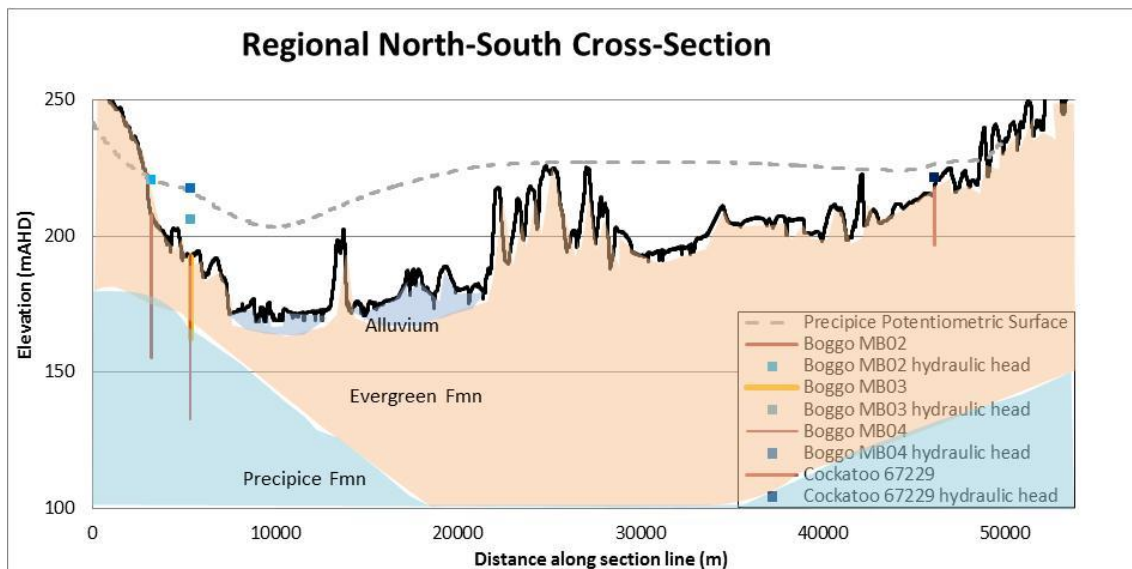 Regional North-South Cross-Section
250
200
150
100
Elevation (mAHD)
Alluvium
Evergreen Fmn
Precipice Fmn
Precipice Potentiometric Surface
Boggo MB02
Boggo MB02 hydraulic head
Boggo MB03
Boggo MB03 hydraulic head
Boggo MB04
Boggo MB04 hydraulic head
Cockatoo 67229
Cockatoo 67229 hydraulic head
0 10000 20000 30000 40000 50000
Distance along section line (m)